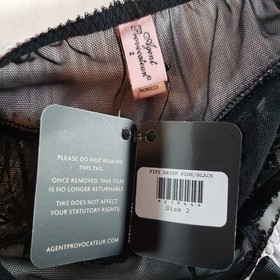 Agent
Provocateur
2
MOROCCO
PLEASE DO NOT REMOVE
THIS TAG.
ONCE REMOVED, THIS ITEM
IS NO LONGER RETURNABLE.
THIS DOES NOT AFFECT
YOUR STATUTORY RIGHTS
AGENTPROVOCATEUR.COM
FIFI BRIEF PINK/BLACK
Size 2